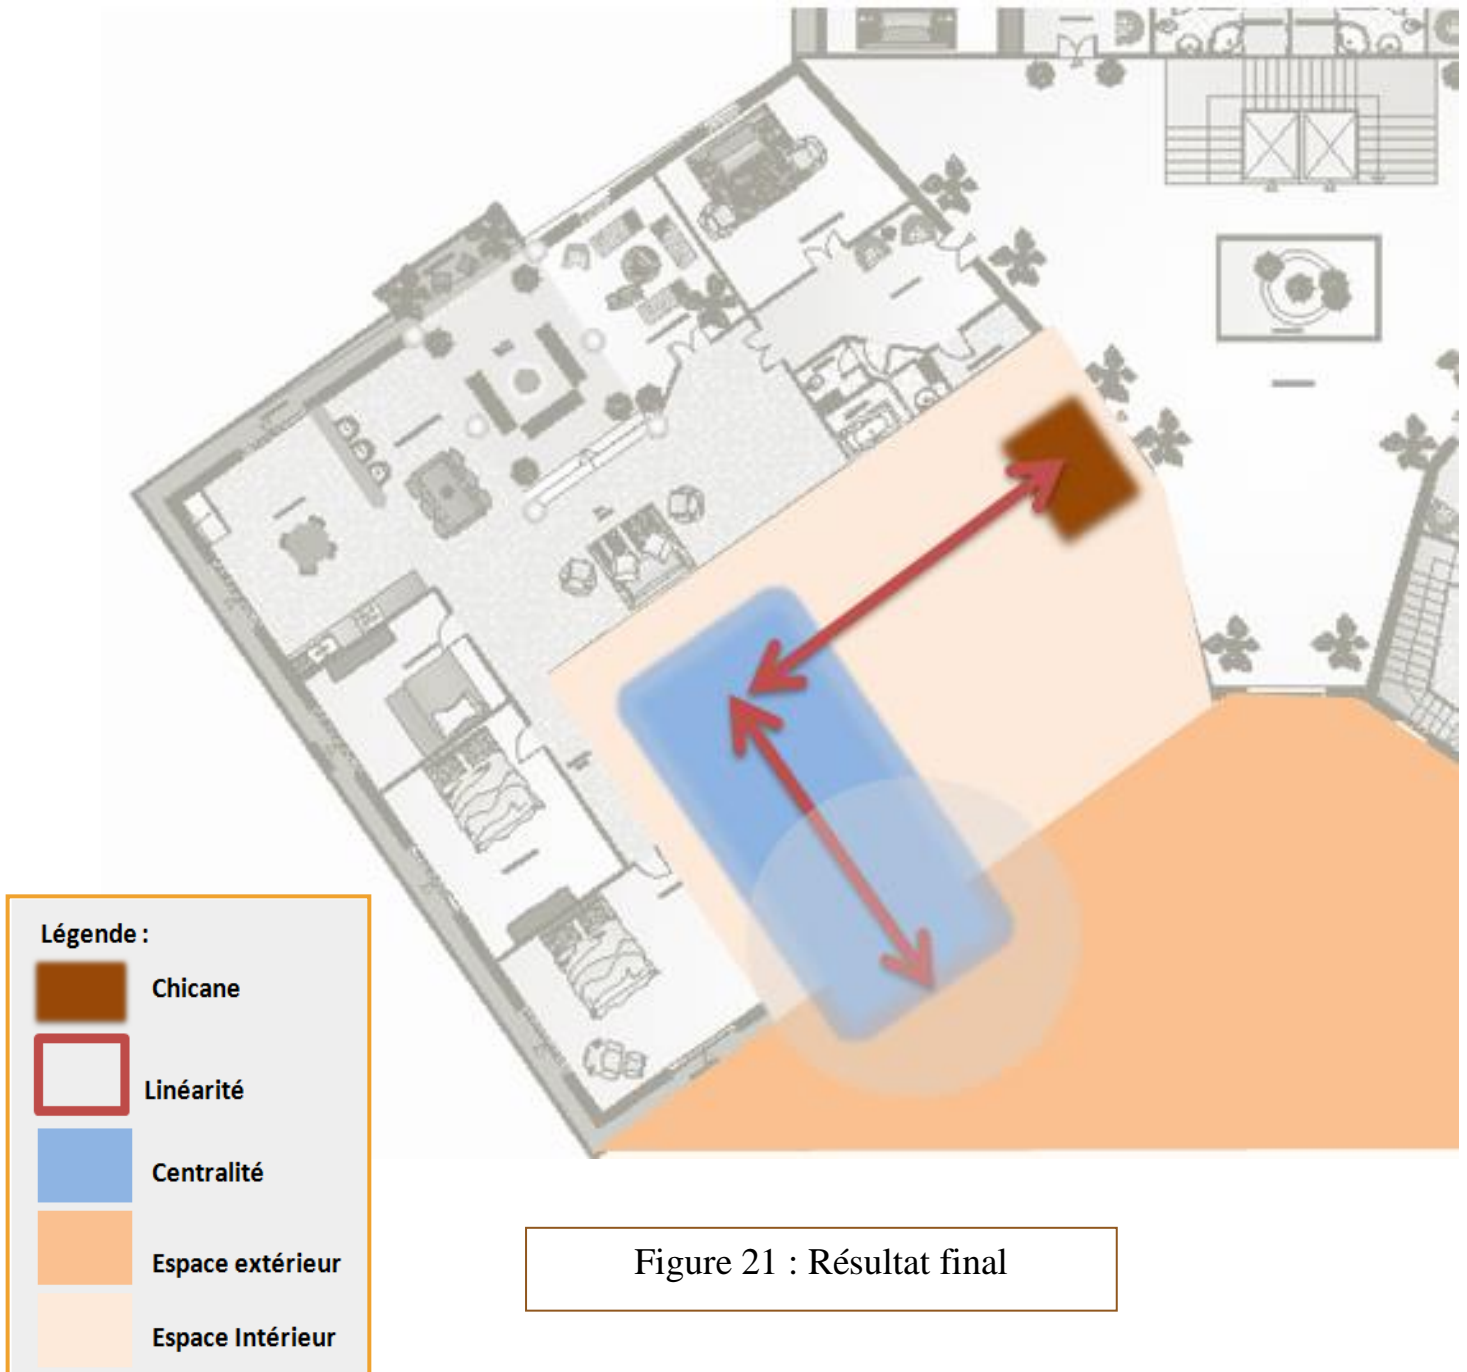 Légende :
Chicane
Linéarité
Centralité
Espace extérieur
Espace Intérieur
Figure 21 : Résultat final